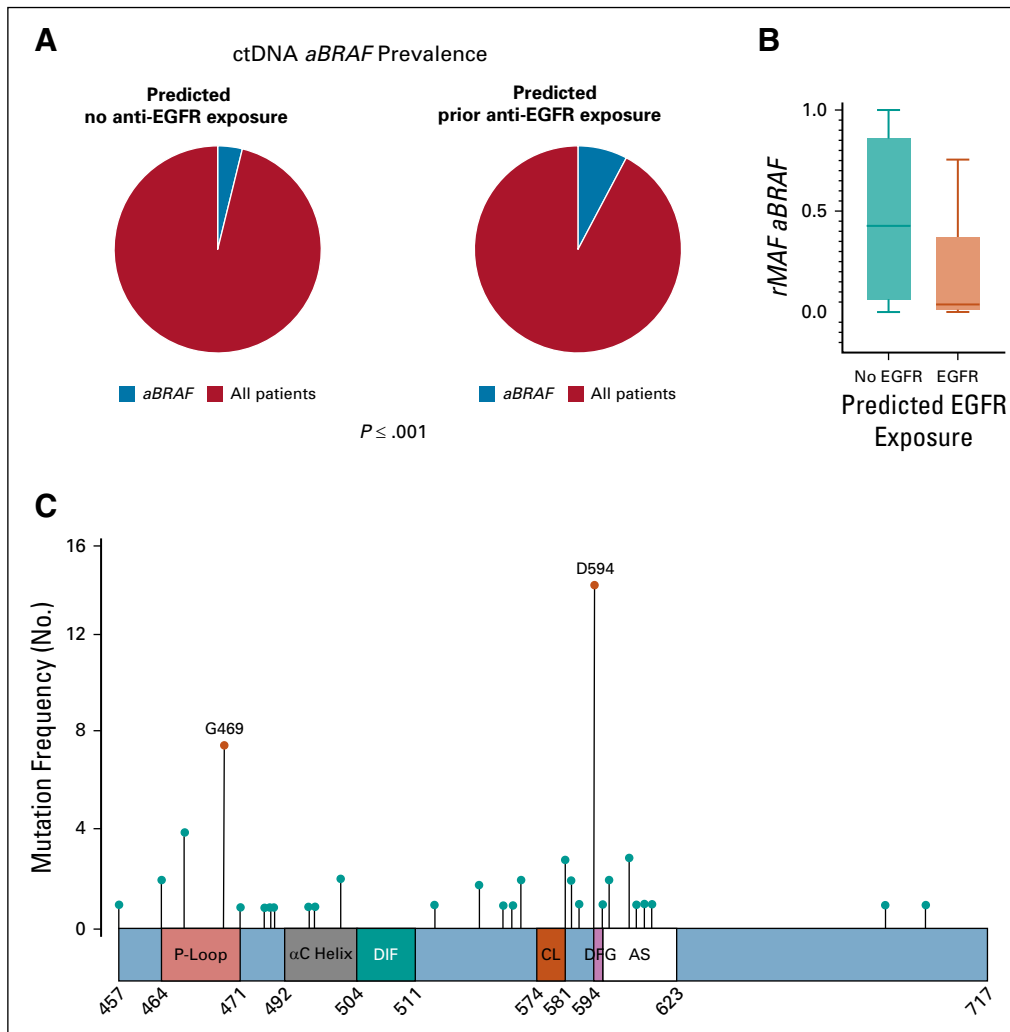 A
ctDNA aBRAF Prevalence
Predicted
no anti-EGFR exposure
Predicted
prior anti-EGFR exposure
aBRAF
All patients
aBRAF
All patients
P ≤ .001
B
1.0
0.5
0.0
rMAF aBRAF
No EGFR
EGFR
Predicted EGFR
Exposure
C
16
12
8
4
0
Mutation Frequency (No.)
G469
D594
P-Loop
αC Helix
DIF
CL
DFG
AS
457
464
471
492
504
511
574
581
594
623
717